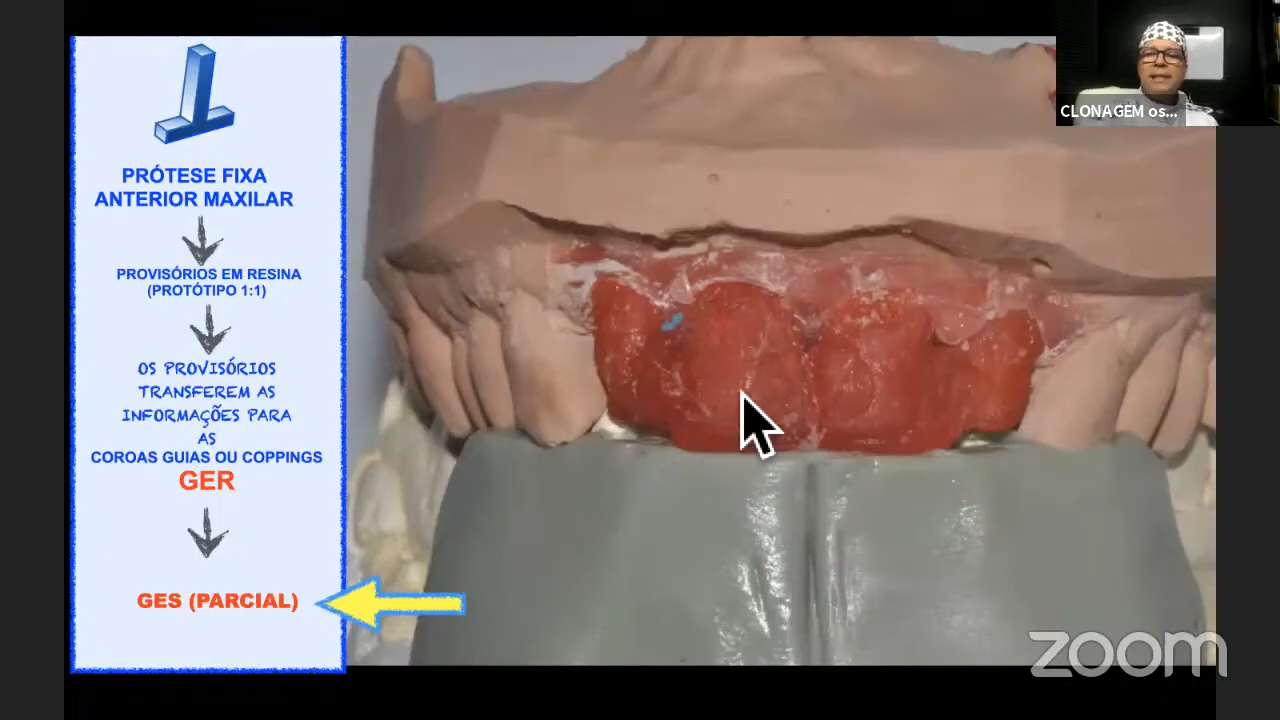 PRÓTESE FIXA
ANTERIOR MAXILAR
PROVISÓRIOS EM RESINA
(PROTÓTIPO 1:1)
OS PROVISÓRIOS
TRANSFEREM AS
INFORMAÇÕES PARA
AS
COROAS GUIAS OU COPPINGS
GER
GES (PARCIAL)
CLONAGEM os...
zoom